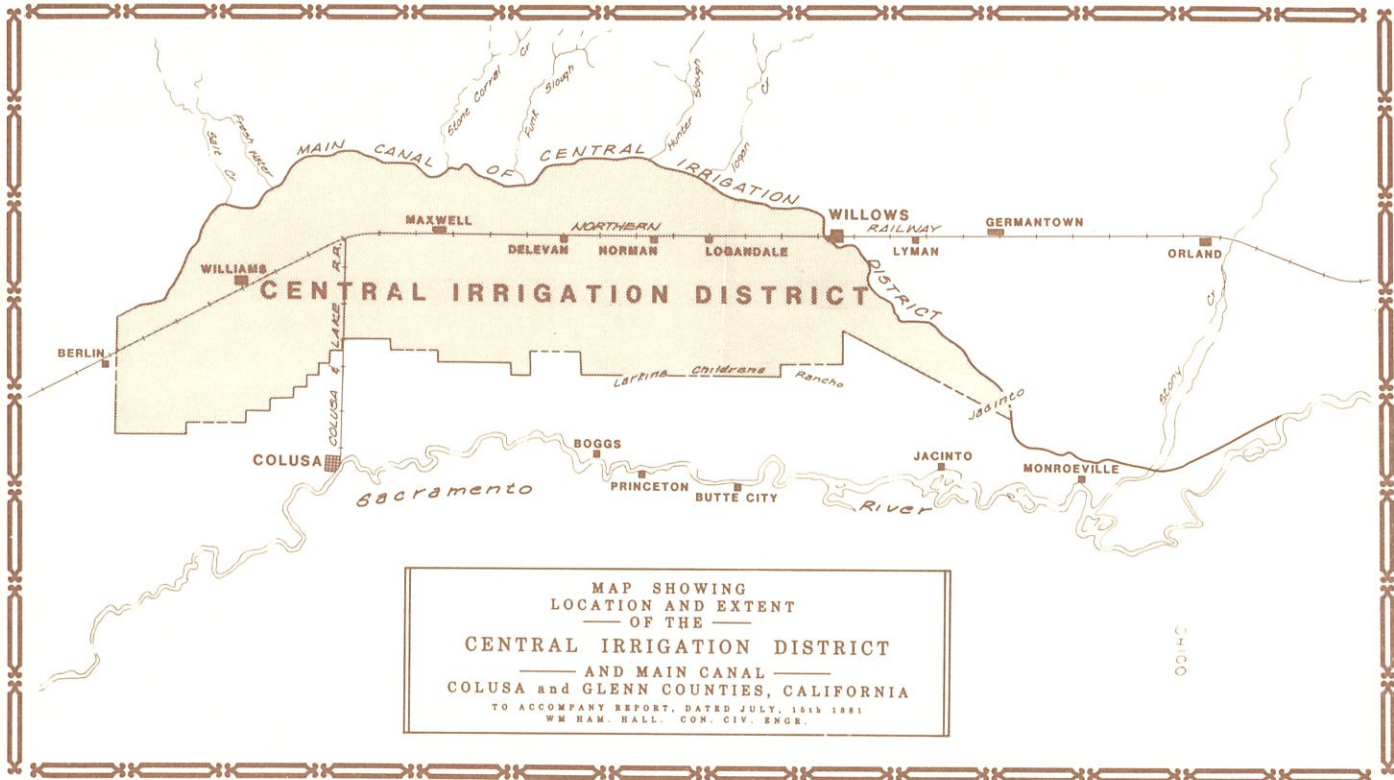 Salt Cr
Fresh Water
Stone Corral Cr
Funk Slough
Hunter Slough
Logan Cr
MAIN CANAL OF CENTRAL IRRIGATION DISTRICT
MAXWELL
NORTHERN RAILWAY
WILLOWS
GERMANTOWN
DELEVAN
NORMAN
LOGANDALE
LYMAN
ORLAND
WILLIAMS
CENTRAL IRRIGATION DISTRICT
BERLIN
COLUSA & LAKE R.R.
Larkins Childrens Rancho
Jacinto
Stony Cr
COLUSA
BOGGS
PRINCETON
BUTTE CITY
JACINTO
MONROEVILLE
Sacramento River
CHICO
MAP SHOWING
LOCATION AND EXTENT
OF THE
CENTRAL IRRIGATION DISTRICT
AND MAIN CANAL
COLUSA and GLENN COUNTIES, CALIFORNIA
TO ACCOMPANY REPORT, DATED JULY, 15th 1881
WM HAM. HALL. CON. CIV. ENGR.